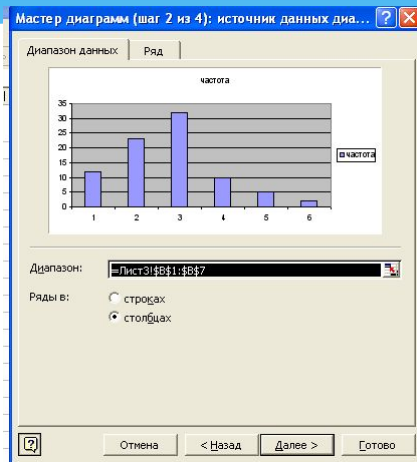 Мастер диаграмм (шаг 2 из 4): источник данных диа...
Диапазон данных
Ряд
частота
35
30
25
20
15
10
5
0
1 2 3 4 5 6
частота
Диапазон:
=Лист3!$B$1:$B$7
Ряды в:
строках
столбцах
Отмена
< Назад
Далее >
Готово